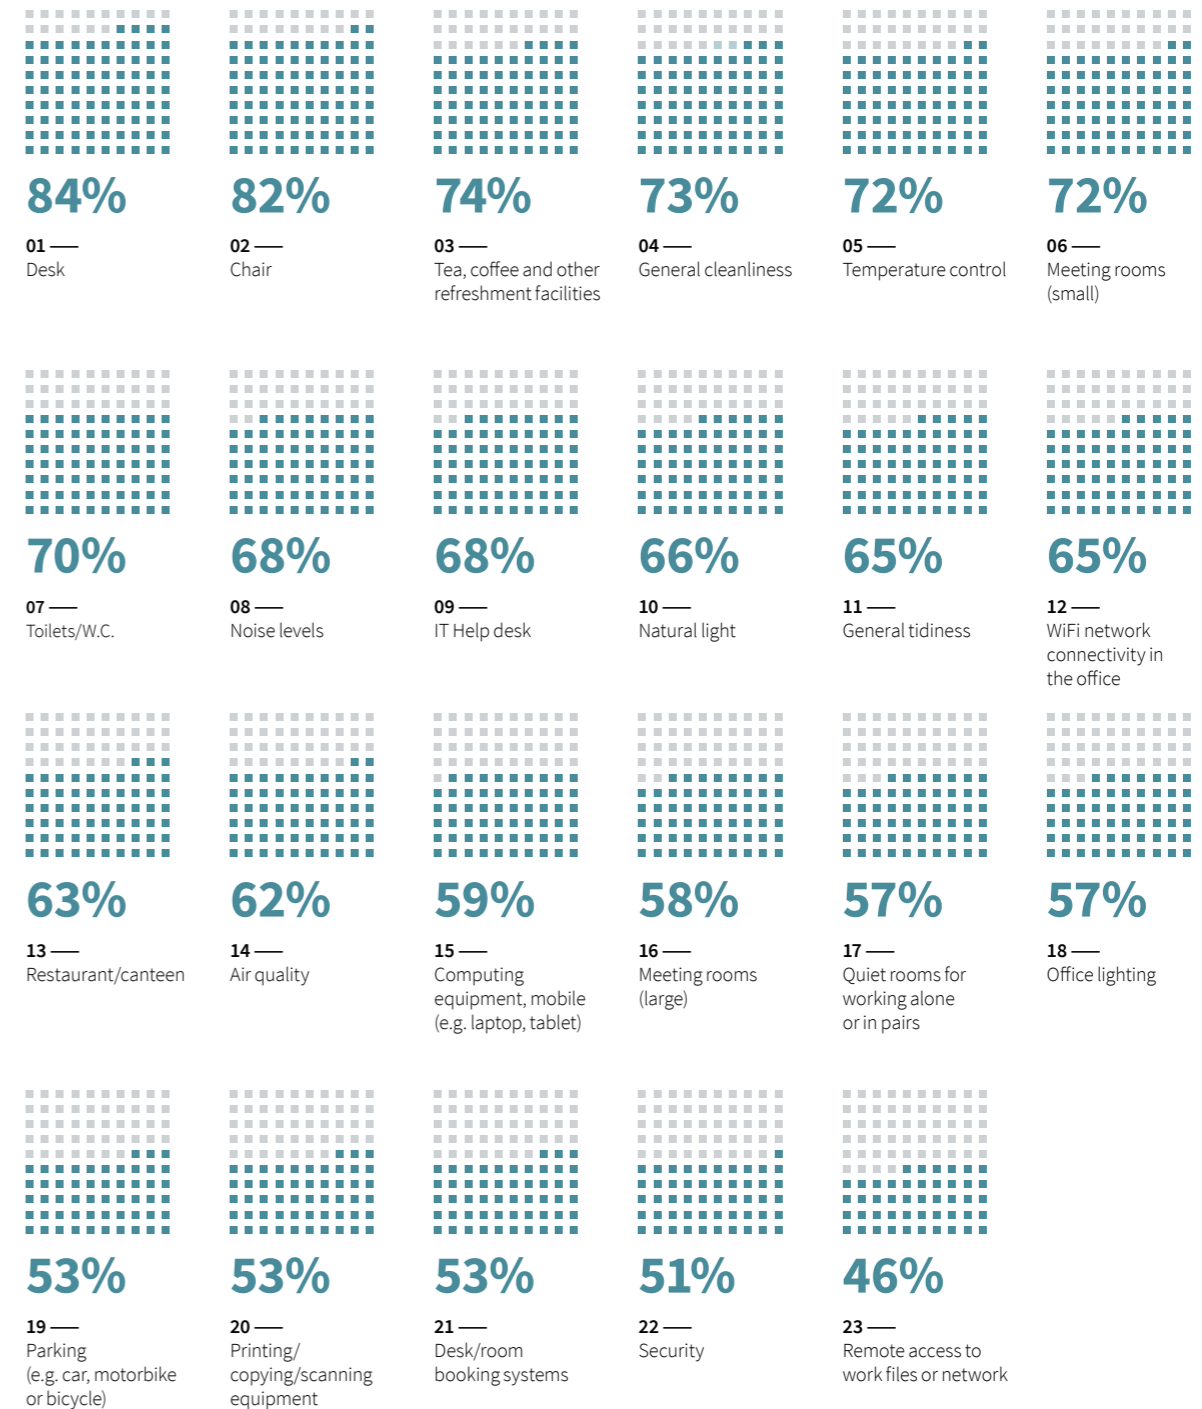 84%
01 —
Desk
82%
02 —
Chair
74%
03 —
Tea, coffee and other
refreshment facilities
73%
04 —
General cleanliness
72%
05 —
Temperature control
72%
06 —
Meeting rooms
(small)
70%
07 —
Toilets/W.C.
68%
08 —
Noise levels
68%
09 —
IT Help desk
66%
10 —
Natural light
65%
11 —
General tidiness
65%
12 —
WiFi network
connectivity in
the office
63%
13 —
Restaurant/canteen
62%
14 —
Air quality
59%
15 —
Computing
equipment, mobile
(e.g. laptop, tablet)
58%
16 —
Meeting rooms
(large)
57%
17 —
Quiet rooms for
working alone
or in pairs
57%
18 —
Office lighting
53%
19 —
Parking
(e.g. car, motorbike
or bicycle)
53%
20 —
Printing/
copying/scanning
equipment
53%
21 —
Desk/room
booking systems
51%
22 —
Security
46%
23 —
Remote access to
work files or network